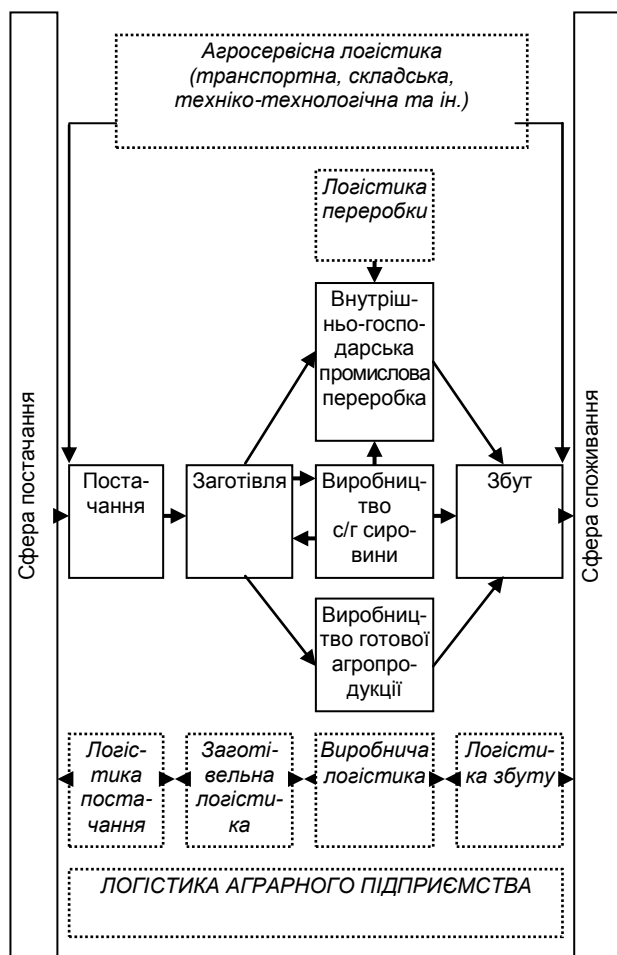 Агросервісна логістика
(транспортна, складська,
техніко-технологічна та ін.)
Логістика
переробки
Внутріш-
ньо-госпо-
дарська
промислова
переробка
Сфера постачання
Поста-
чання
Заготівля
Виробниц-
тво
с/г сиро-
вини
Збут
Сфера споживання
Виробниц-
тво готової
агропро-
дукції
Логіс-
тика
поста-
чання
Заготі-
вельна
логісти-
ка
Виробнича
логістика
Логісти-
ка збуту
ЛОГІСТИКА АГРАРНОГО ПІДПРИЄМСТВА